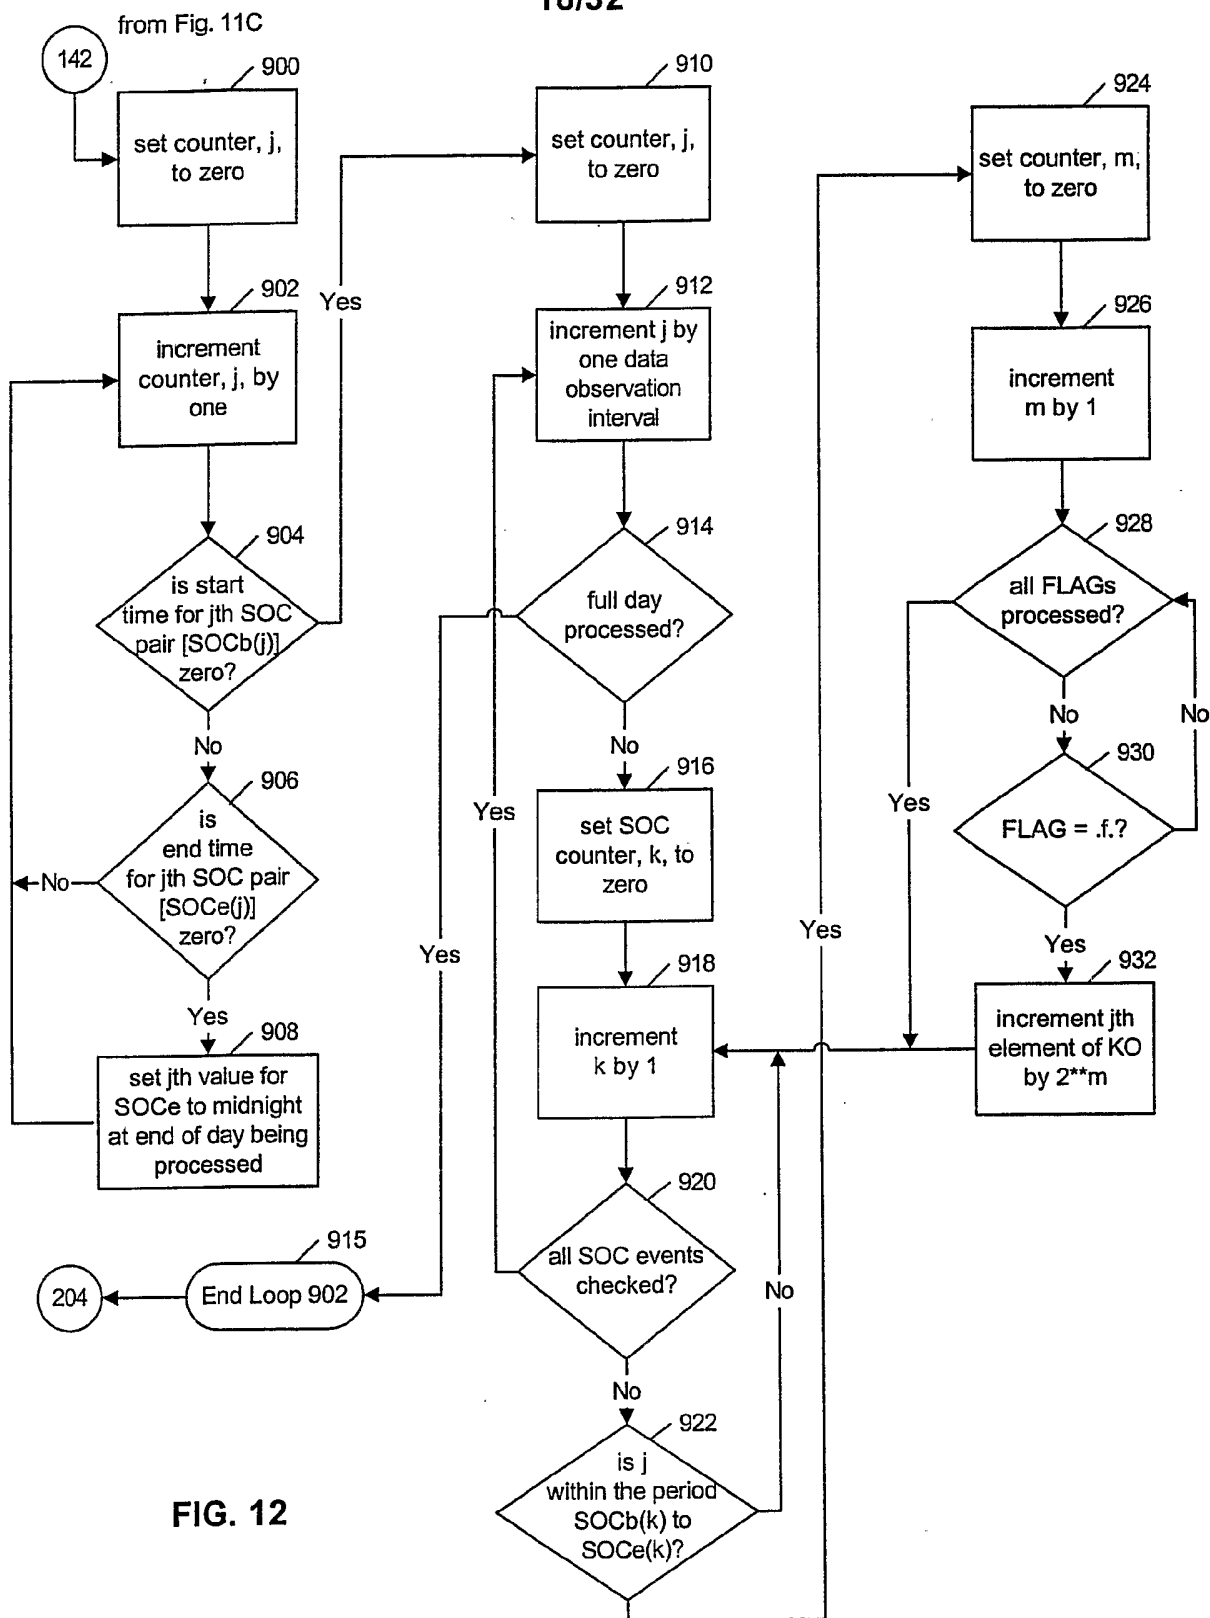 18/32
from Fig. 11C
142
900
set counter, j,
to zero
902
increment
counter, j, by
one
904
is start
time for jth SOC
pair [SOCb(j)]
zero?
Yes
No
906
is
end time
for jth SOC pair
[SOCe(j)]
zero?
No
Yes
908
set jth value for
SOCe to midnight
at end of day being
processed
910
set counter, j,
to zero
912
increment j by
one data
observation
interval
914
full day
processed?
Yes
No
915
End Loop 902
204
916
set SOC
counter, k, to
zero
918
increment
k by 1
920
all SOC events
checked?
Yes
No
922
is j
within the period
SOCb(k) to
SOCe(k)?
No
Yes
924
set counter, m,
to zero
926
increment
m by 1
928
all FLAGs
processed?
Yes
No
930
FLAG = .f.?
No
Yes
932
increment jth
element of KO
by 2**m
FIG. 12